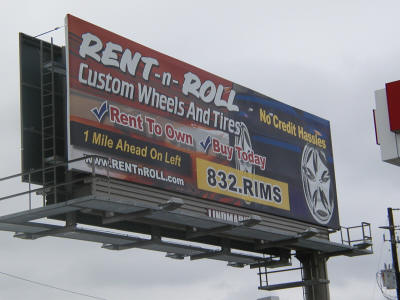 RENT-n-ROLL
Custom Wheels And Tires
No Credit Hassles
Rent To Own
Buy Today
1 Mile Ahead On Left
www.RENTnROLL.com
832.RIMS
LINDMARK